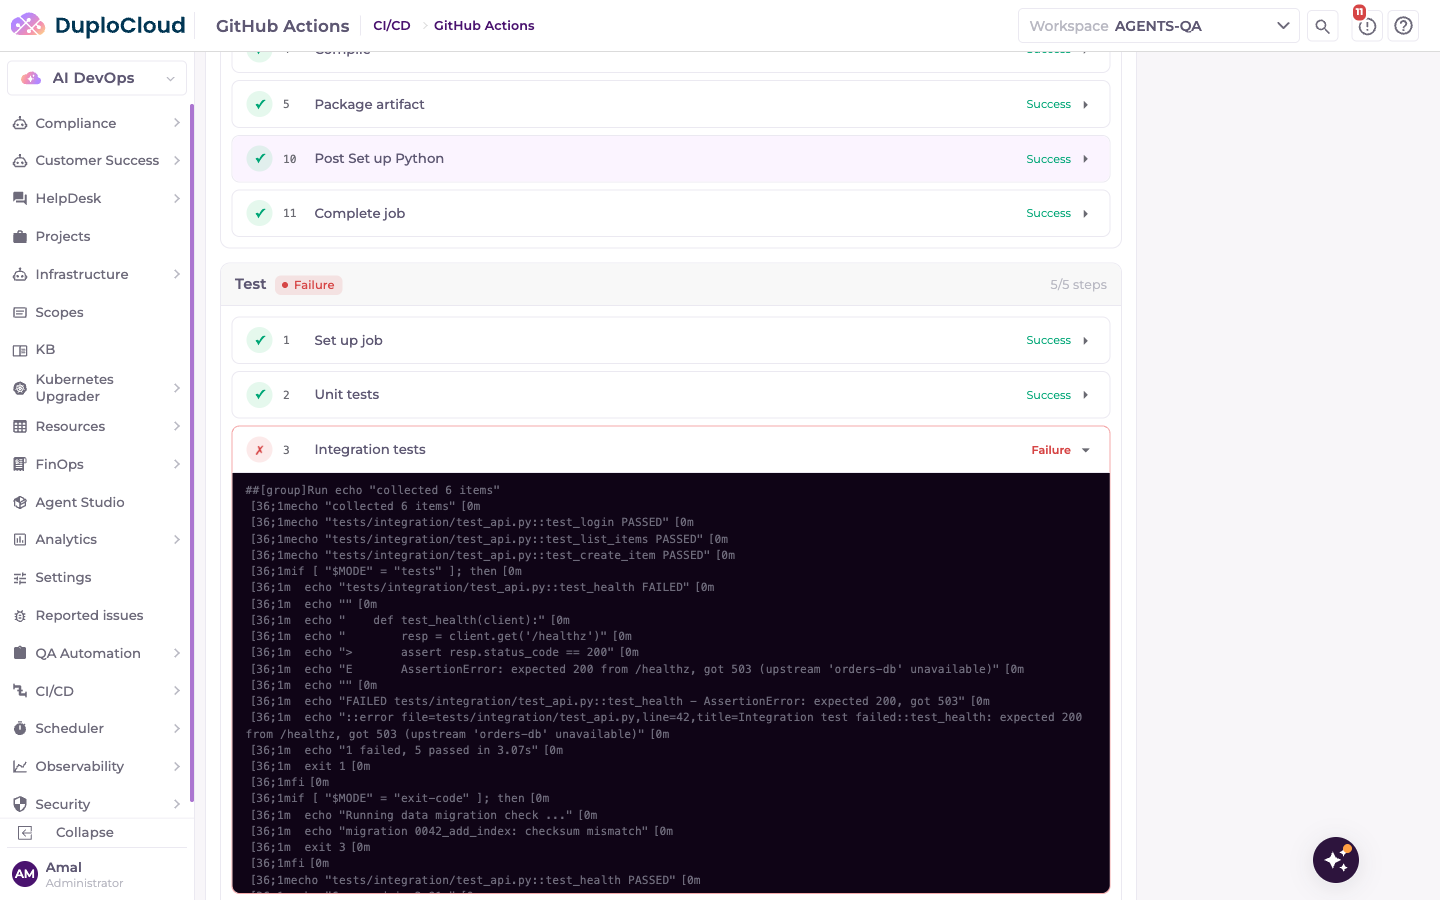 DuploCloud
GitHub Actions
CI/CD
GitHub Actions
Workspace AGENTS-QA
11
AI DevOps
Compliance
Customer Success
HelpDesk
Projects
Infrastructure
Scopes
KB
Kubernetes
Upgrader
Resources
FinOps
Agent Studio
Analytics
Settings
Reported issues
QA Automation
CI/CD
Scheduler
Observability
Security
Collapse
AM
Amal
Administrator
Compile
Success
5 Package artifact Success
10 Post Set up Python Success
11 Complete job Success
Test Failure 5/5 steps
1 Set up job Success
2 Unit tests Success
3 Integration tests Failure
##[group]Run echo "collected 6 items"
[36;1mecho "collected 6 items"[0m
[36;1mecho "tests/integration/test_api.py::test_login PASSED"[0m
[36;1mecho "tests/integration/test_api.py::test_list_items PASSED"[0m
[36;1mecho "tests/integration/test_api.py::test_create_item PASSED"[0m
[36;1mif [ "$MODE" = "tests" ]; then[0m
[36;1m  echo "tests/integration/test_api.py::test_health FAILED"[0m
[36;1m  echo ""[0m
[36;1m  echo "    def test_health(client):"[0m
[36;1m  echo "        resp = client.get('/healthz')"[0m
[36;1m  echo ">       assert resp.status_code == 200"[0m
[36;1m  echo "E       AssertionError: expected 200 from /healthz, got 503 (upstream 'orders-db' unavailable)"[0m
[36;1m  echo ""[0m
[36;1m  echo "FAILED tests/integration/test_api.py::test_health - AssertionError: expected 200, got 503"[0m
[36;1m  echo "::error file=tests/integration/test_api.py,line=42,title=Integration test failed::test_health: expected 200
from /healthz, got 503 (upstream 'orders-db' unavailable)"[0m
[36;1m  echo "1 failed, 5 passed in 3.07s"[0m
[36;1m  exit 1[0m
[36;1mfi[0m
[36;1mif [ "$MODE" = "exit-code" ]; then[0m
[36;1m  echo "Running data migration check ..."[0m
[36;1m  echo "migration 0042_add_index: checksum mismatch"[0m
[36;1m  exit 3[0m
[36;1mfi[0m
[36;1mecho "tests/integration/test_api.py::test_health PASSED"[0m